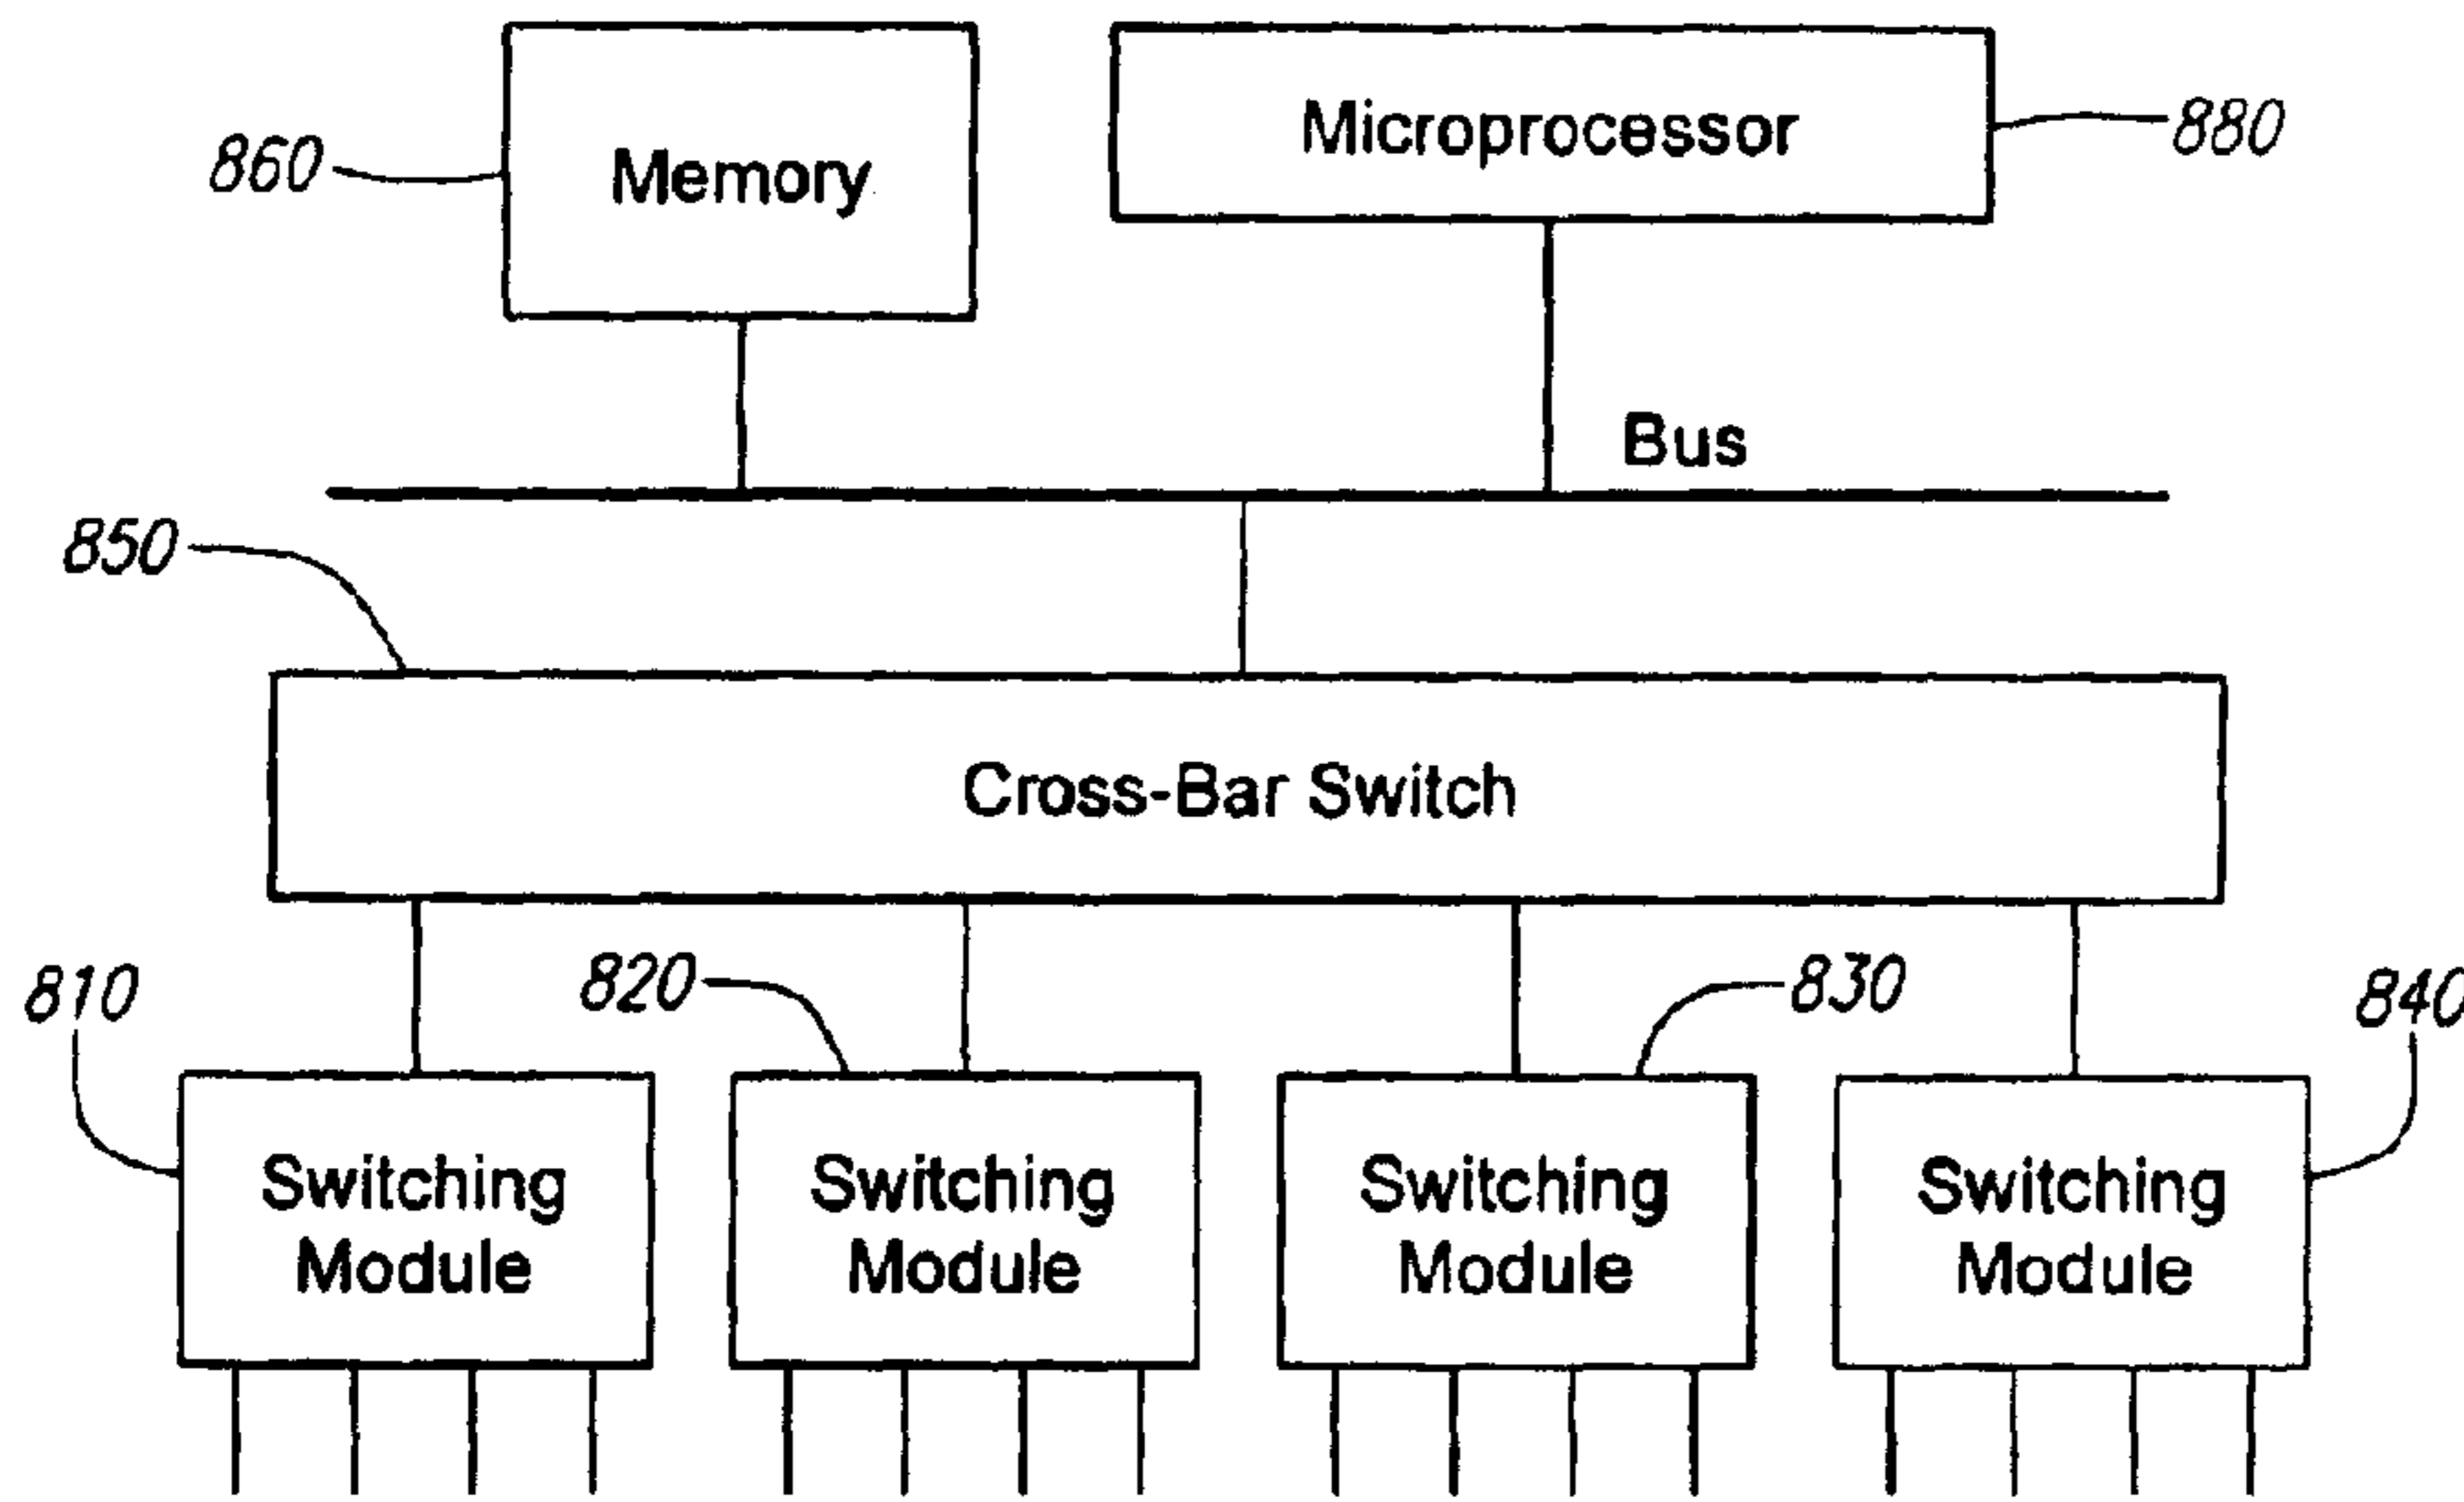 860
Memory
Microprocessor
880
Bus
850
Cross-Bar Switch
810
820
830
840
Switching
Module
Switching
Module
Switching
Module
Switching
Module